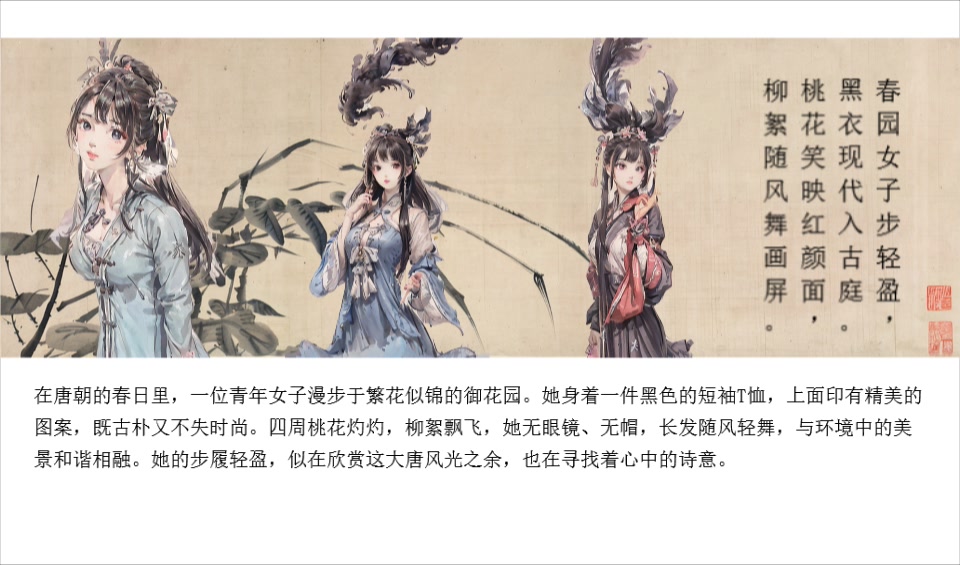 春园女子步轻盈，
黑衣现代入古庭。
桃花笑映红颜面，
柳絮随风舞画屏。
在唐朝的春日里，一位青年女子漫步于繁花似锦的御花园。她身着一件黑色的短袖T恤，上面印有精美的
图案，既古朴又不失时尚。四周桃花灼灼，柳絮飘飞，她无眼镜、无帽，长发随风轻舞，与环境中的美
景和谐相融。她的步履轻盈，似在欣赏这大唐风光之余，也在寻找着心中的诗意。